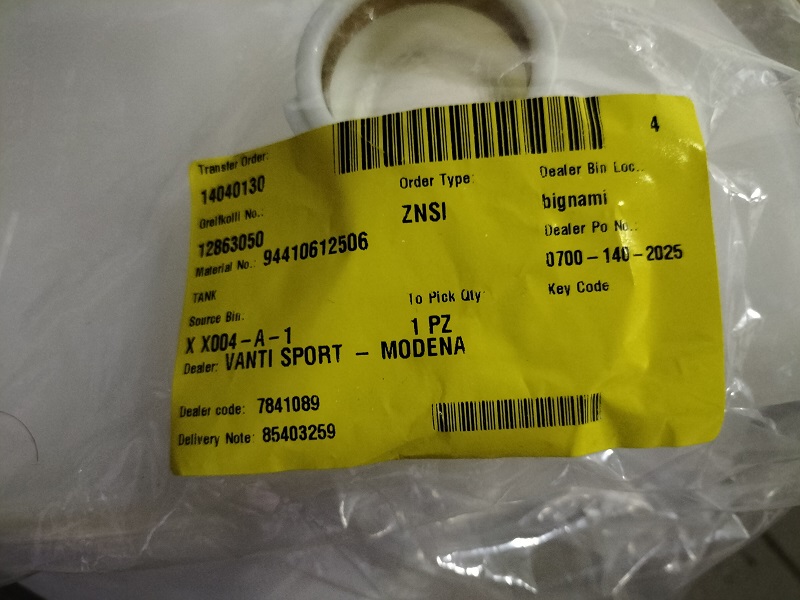 4
Transfer Order:
14040130
Order Type:
ZNSI
Dealer Bin Loc.:
bignami
Greifkolli No.:
12863050
Dealer Po No.:
0700-140-2025
Material No.: 94410612506
TANK
To Pick Qty
1 PZ
Key Code
Source Bin:
X X004-A-1
Dealer: VANTI SPORT - MODENA
Dealer code: 7841089
Delivery Note: 85403259